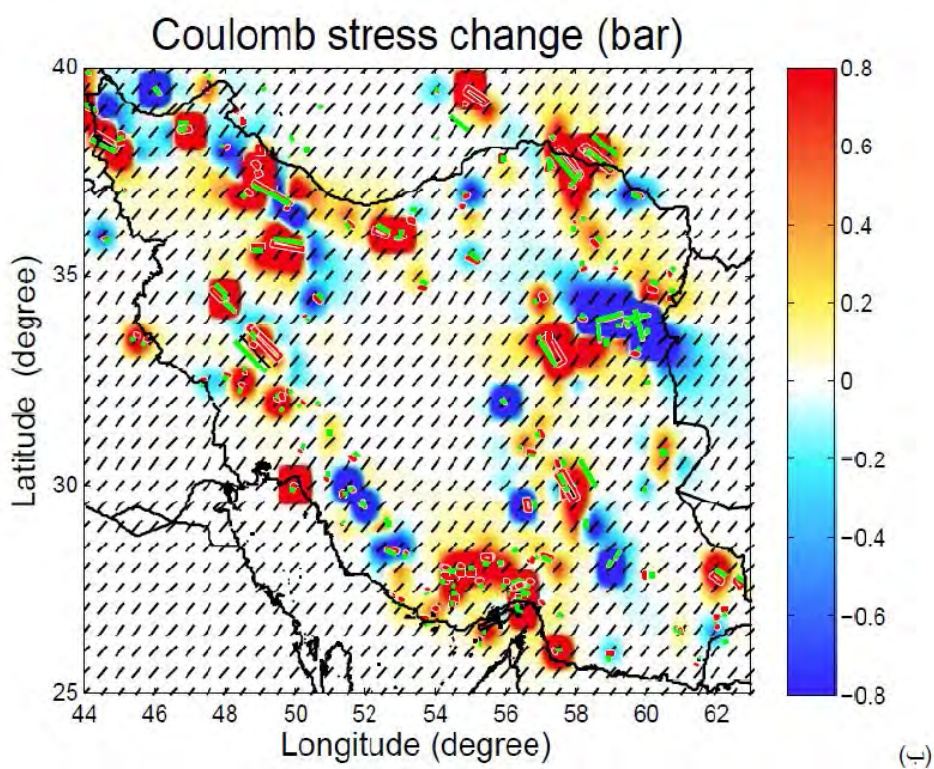 Coulomb stress change (bar)
40
35
30
25
Latitude (degree)
44 46 48 50 52 54 56 58 60 62
Longitude (degree)
0.8
0.6
0.4
0.2
0
−0.2
−0.4
−0.6
−0.8
(ب)